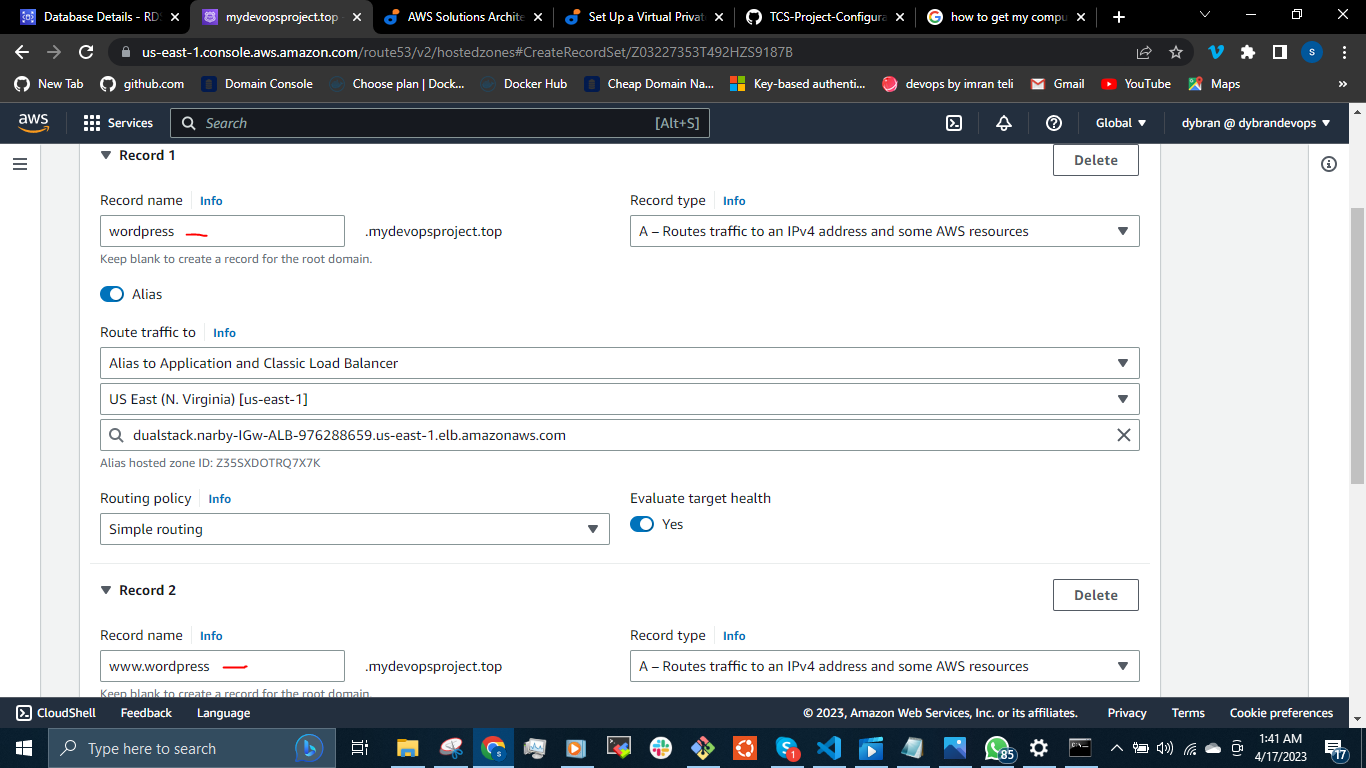 Database Details - RDS
mydevopsproject.top
AWS Solutions Archite
Set Up a Virtual Privat
TCS-Project-Configura
how to get my compu
us-east-1.console.aws.amazon.com/route53/v2/hostedzones#CreateRecordSet/Z03227353T492HZS9187B
S
New Tab
github.com
Domain Console
Choose plan | Dock...
Docker Hub
Cheap Domain Na...
Key-based authenti...
devops by imran teli
Gmail
YouTube
Maps
»
aws
Services
Search
[Alt+S]
Global
dybran @ dybrandevops
Record 1
Delete
Record name
Info
Record type
Info
wordpress
.mydevopsproject.top
A – Routes traffic to an IPv4 address and some AWS resources
Keep blank to create a record for the root domain.
Alias
Route traffic to
Info
Alias to Application and Classic Load Balancer
US East (N. Virginia) [us-east-1]
dualstack.narby-IGw-ALB-976288659.us-east-1.elb.amazonaws.com
Alias hosted zone ID: Z35SXDOTRQ7X7K
Routing policy
Info
Evaluate target health
Simple routing
Yes
Record 2
Delete
Record name
Info
Record type
Info
www.wordpress
.mydevopsproject.top
A – Routes traffic to an IPv4 address and some AWS resources
Keep blank to create a record for the root domain.
CloudShell
Feedback
Language
© 2023, Amazon Web Services, Inc. or its affiliates.
Privacy
Terms
Cookie preferences
Type here to search
1
85
1:41 AM
4/17/2023
17